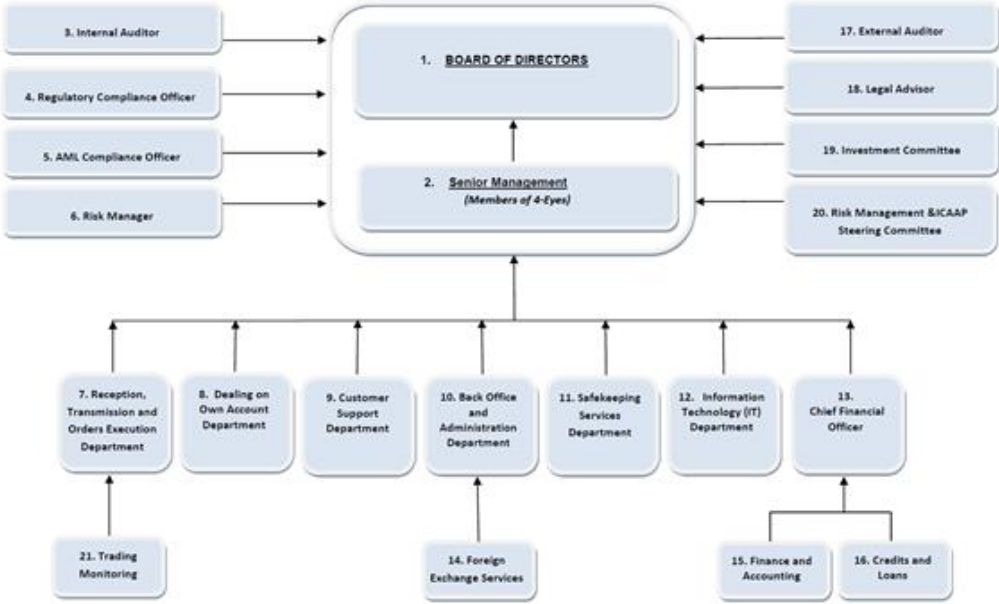 3. Internal Auditor
4. Regulatory Compliance Officer
5. AML Compliance Officer
6. Risk Manager
1. BOARD OF DIRECTORS
2. Senior Management
(Members of 4-Eyes)
17. External Auditor
18. Legal Advisor
19. Investment Committee
20. Risk Management &ICAAP
Steering Committee
7. Reception,
Transmission and
Orders Execution
Department
8. Dealing on
Own Account
Department
9. Customer
Support
Department
10. Back Office
and
Administration
Department
11. Safekeeping
Services
Department
12. Information
Technology (IT)
Department
13.
Chief Financial
Officer
21. Trading
Monitoring
14. Foreign
Exchange Services
15. Finance and
Accounting
16. Credits and
Loans